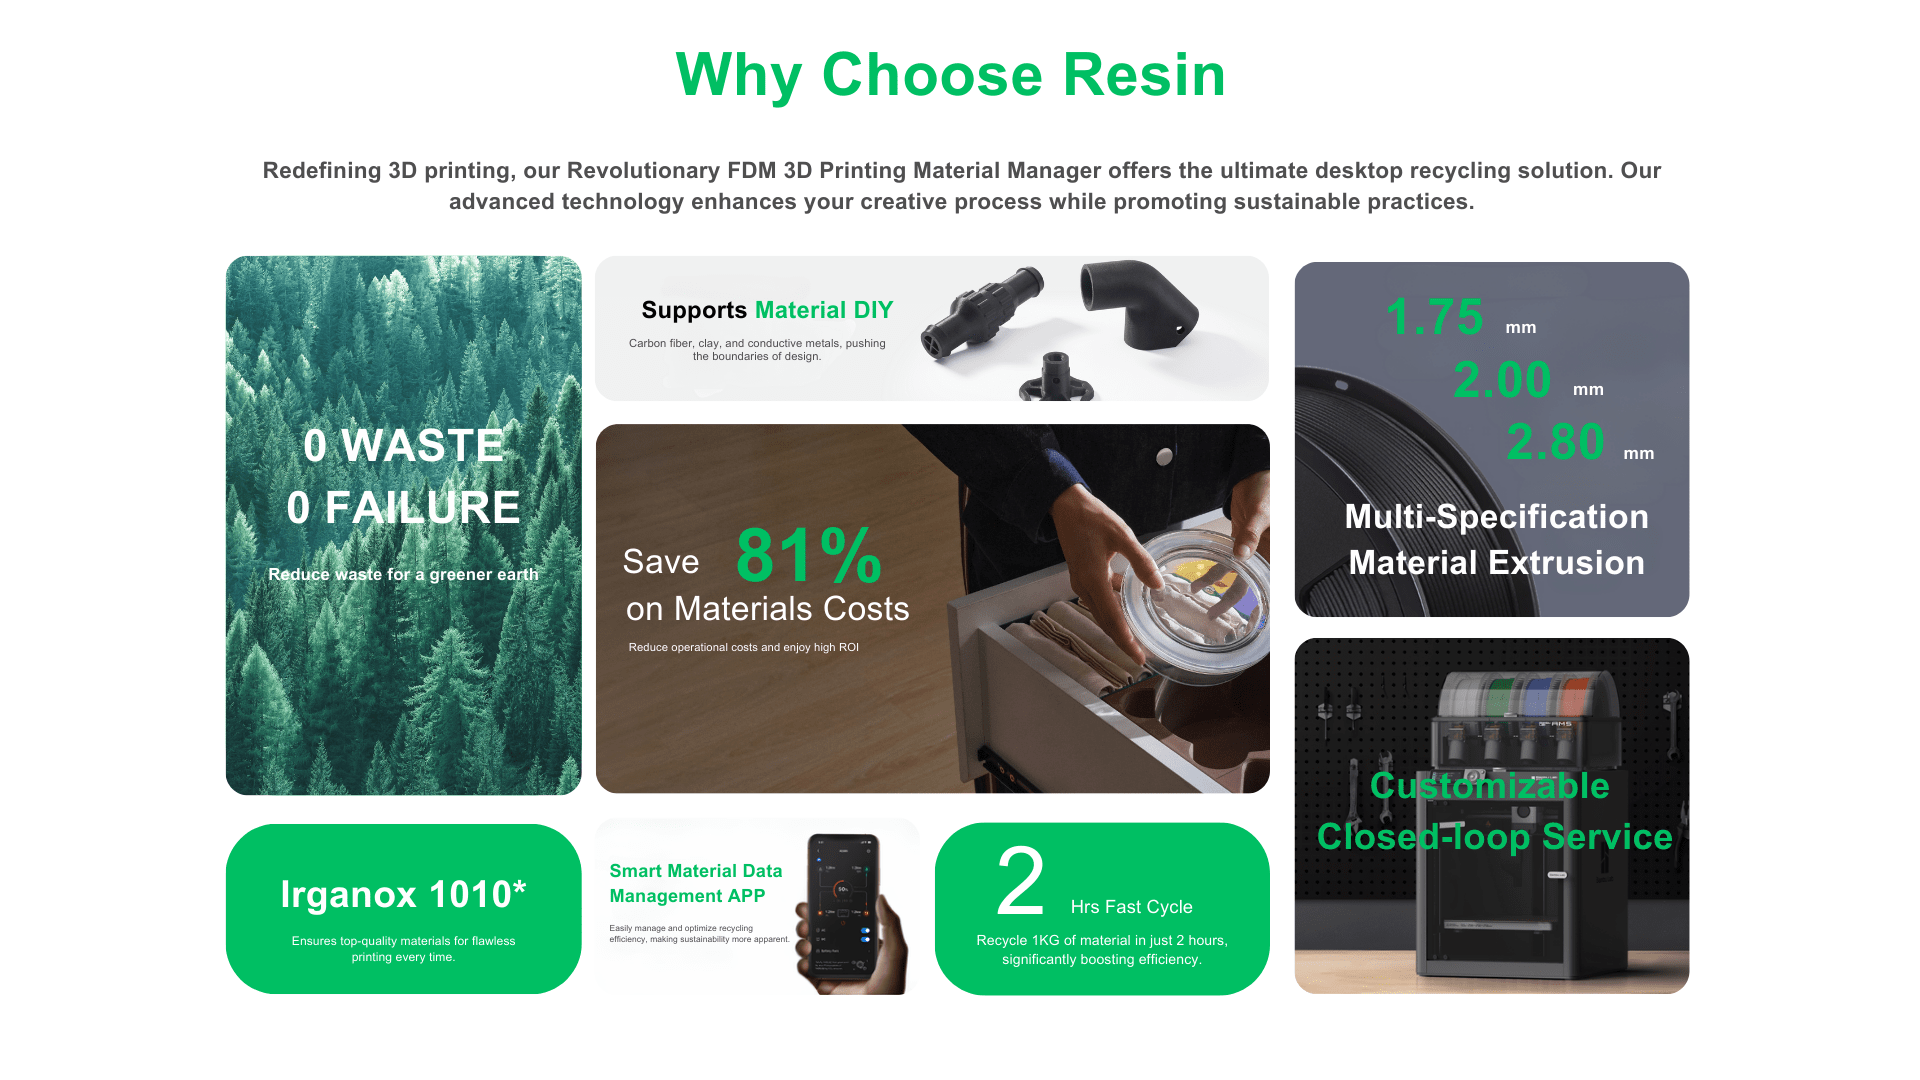 Why Choose Resin
Redefining 3D printing, our Revolutionary FDM 3D Printing Material Manager offers the ultimate desktop recycling solution. Our
advanced technology enhances your creative process while promoting sustainable practices.
0 WASTE
0 FAILURE
Reduce waste for a greener earth
Supports Material DIY
Carbon fiber, clay, and conductive metals, pushing
the boundaries of design.
Save 81%
on Materials Costs
Reduce operational costs and enjoy high ROI
1.75 mm
2.00 mm
2.80 mm
Multi-Specification
Material Extrusion
AMS
Customizable
Closed-loop Service
Irganox 1010*
Ensures top-quality materials for flawless
printing every time.
Smart Material Data
Management APP
Easily manage and optimize recycling
efficiency, making sustainability more apparent.
2 Hrs Fast Cycle
Recycle 1KG of material in just 2 hours,
significantly boosting efficiency.